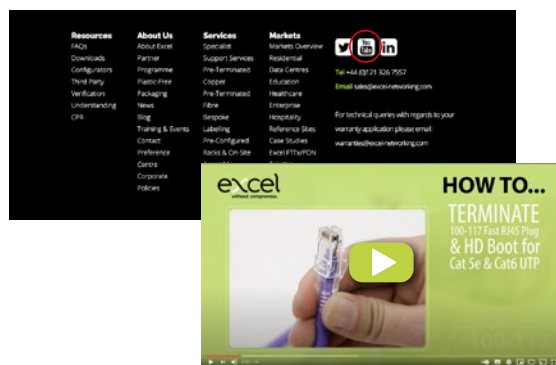 Resources
FAQs
Downloads
Configurators
Third Party
Verification
Understanding
CPR
About Us
About Excel
Partner
Programme
Plastic-Free
Packaging
News
Blog
Training & Events
Contact
Preference
Centre
Corporate
Policies
Services
Specialist
Support Services
Pre-Terminated
Copper
Pre-Terminated
Fibre
Bespoke
Labelling
Pre-Configured
Racks & On-Site
Markets
Markets Overview
Residential
Data Centres
Education
Healthcare
Enterprise
Hospitality
Reference Sites
Case Studies
Excel FTTx/PON
You
Tube
in
Tel +44 (0)121 326 7557
Email sales@excel-networking.com
For technical queries with regards to your
warranty application please email:
warranties@excel-networking.com
excel
without compromise.
HOW TO...
TERMINATE
100-117 Fast RJ45 Plug
& HD Boot for
Cat 5e & Cat6 UTP
100-117